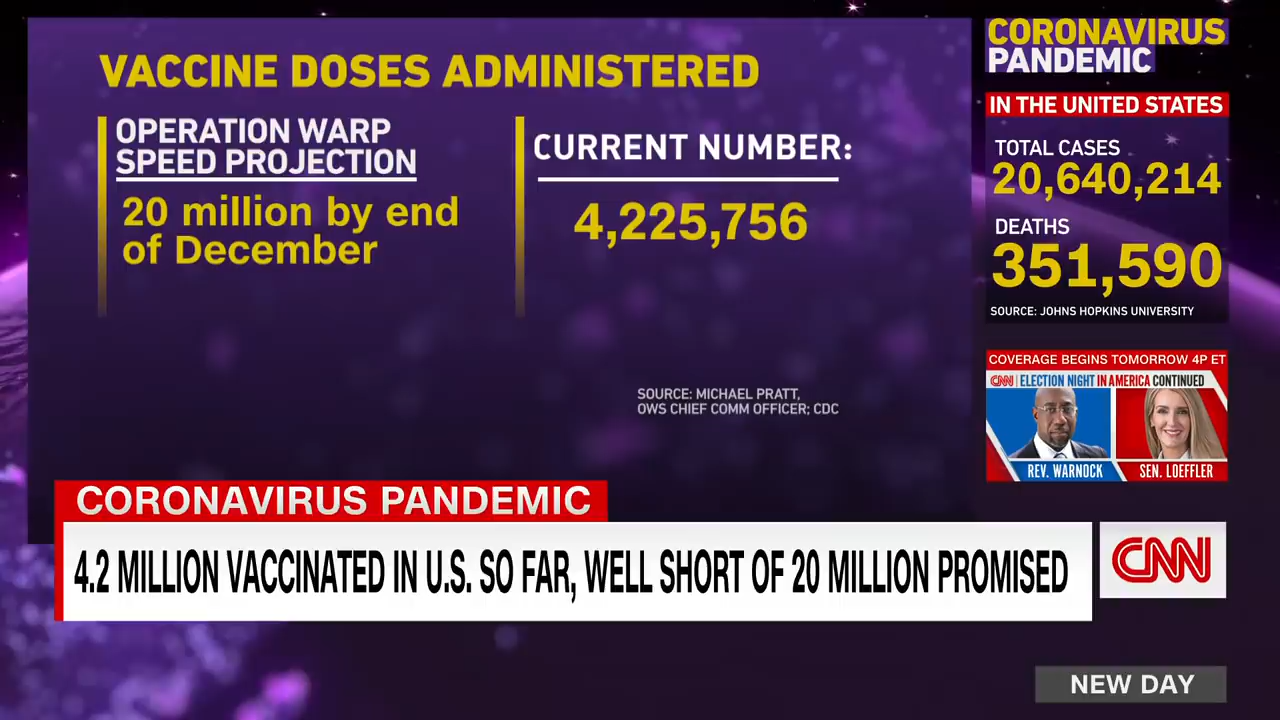 VACCINE DOSES ADMINISTERED
OPERATION WARP
SPEED PROJECTION
20 million by end
of December
CURRENT NUMBER:
4,225,756
SOURCE: MICHAEL PRATT,
OWS CHIEF COMM OFFICER; CDC
CORONAVIRUS
PANDEMIC
IN THE UNITED STATES
TOTAL CASES
20,640,214
DEATHS
351,590
SOURCE: JOHNS HOPKINS UNIVERSITY
COVERAGE BEGINS TOMORROW 4P ET
CNN ELECTION NIGHT IN AMERICA CONTINUED
REV. WARNOCK
SEN. LOEFFLER
CORONAVIRUS PANDEMIC
4.2 MILLION VACCINATED IN U.S. SO FAR, WELL SHORT OF 20 MILLION PROMISED
CNN
NEW DAY